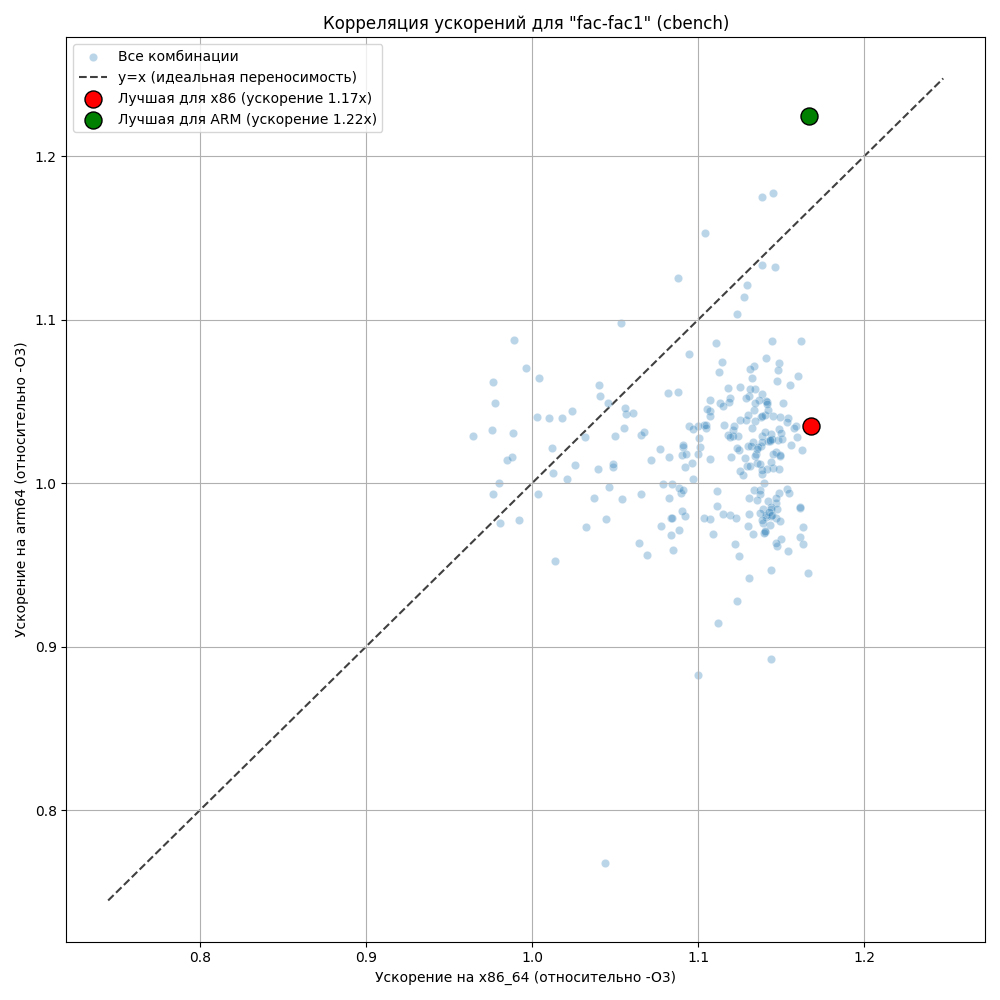 Корреляция ускорений для "fac-fac1" (cbench)
Все комбинации
y=x (идеальная переносимость)
Лучшая для x86 (ускорение 1.17x)
Лучшая для ARM (ускорение 1.22x)
Ускорение на arm64 (относительно -O3)
1.2
1.1
1.0
0.9
0.8
0.8
0.9
1.0
1.1
1.2
Ускорение на x86_64 (относительно -O3)